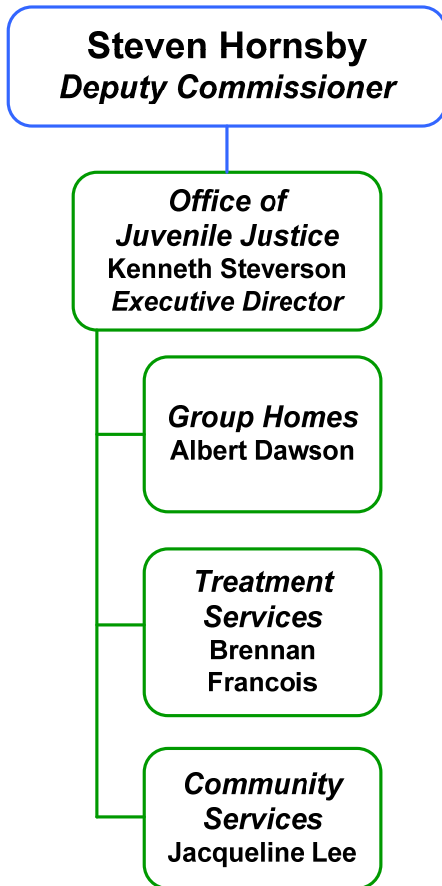 Steven Hornsby
Deputy Commissioner
Office of
Juvenile Justice
Kenneth Steverson
Executive Director
Group Homes
Albert Dawson
Treatment
Services
Brennan
Francois
Community
Services
Jacqueline Lee